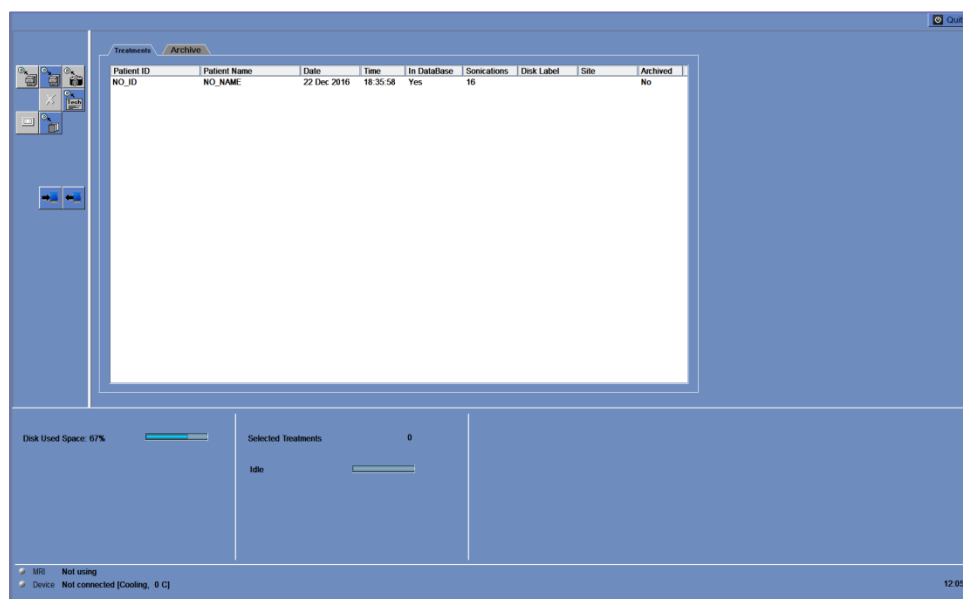 Quit
Treatments Archive
Patient ID Patient Name Date Time In DataBase Sonications Disk Label Site Archived
NO_ID NO_NAME 22 Dec 2016 18:35:58 Yes 16 No
Tech
Disk Used Space: 67% Selected Treatments 0
Idle
MRI Not using
Device Not connected [Cooling, 0 C] 12:05